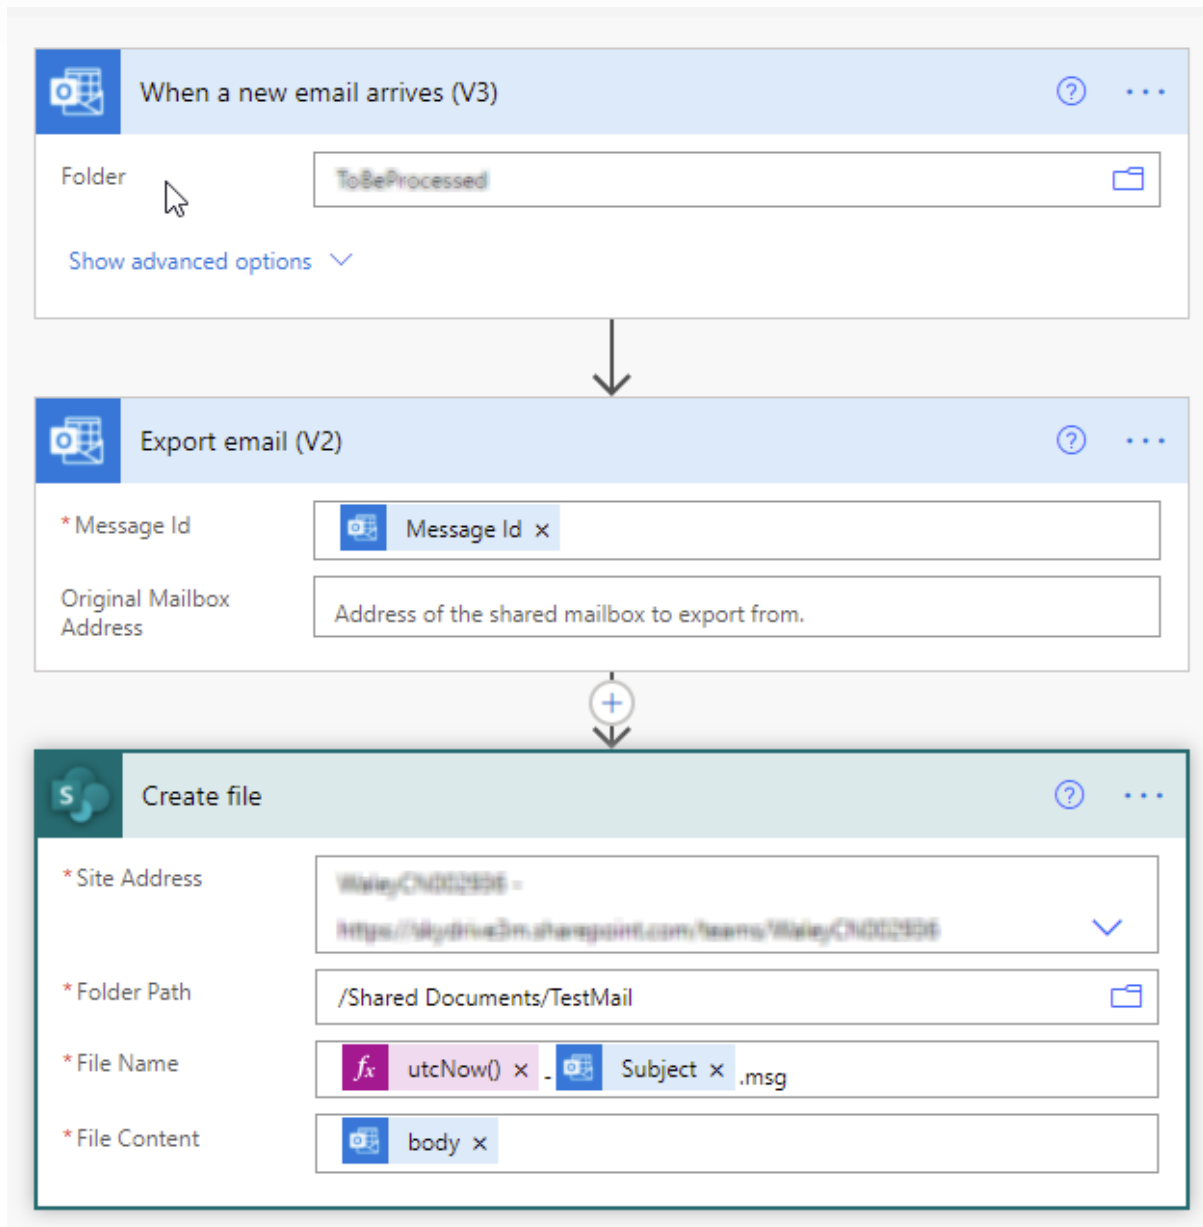 When a new email arrives (V3)
Folder
ToBeProcessed
Show advanced options
Export email (V2)
* Message Id
Message Id ×
Original Mailbox
Address
Address of the shared mailbox to export from.
S
Create file
* Site Address
* Folder Path
/Shared Documents/TestMail
* File Name
fx utcNow() × - Subject × .msg
* File Content
body ×